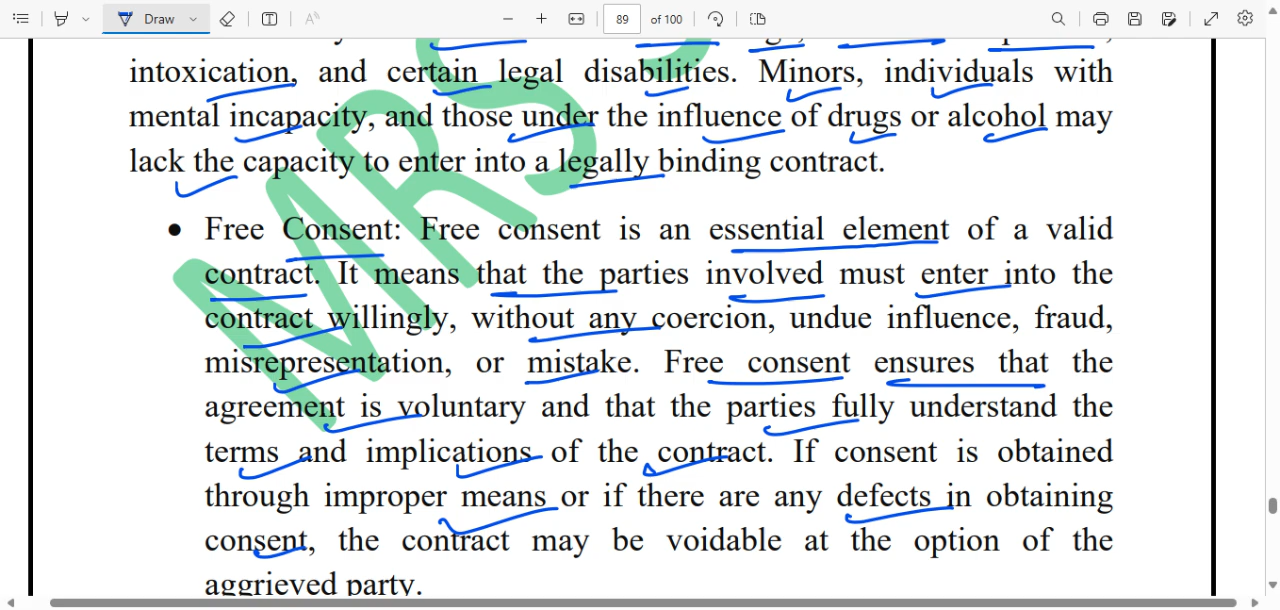 Draw
89 of 100
intoxication, and certain legal disabilities. Minors, individuals with
mental incapacity, and those under the influence of drugs or alcohol may
lack the capacity to enter into a legally binding contract.
• Free Consent: Free consent is an essential element of a valid
contract. It means that the parties involved must enter into the
contract willingly, without any coercion, undue influence, fraud,
misrepresentation, or mistake. Free consent ensures that the
agreement is voluntary and that the parties fully understand the
terms and implications of the contract. If consent is obtained
through improper means or if there are any defects in obtaining
consent, the contract may be voidable at the option of the
aggrieved party.
MRS